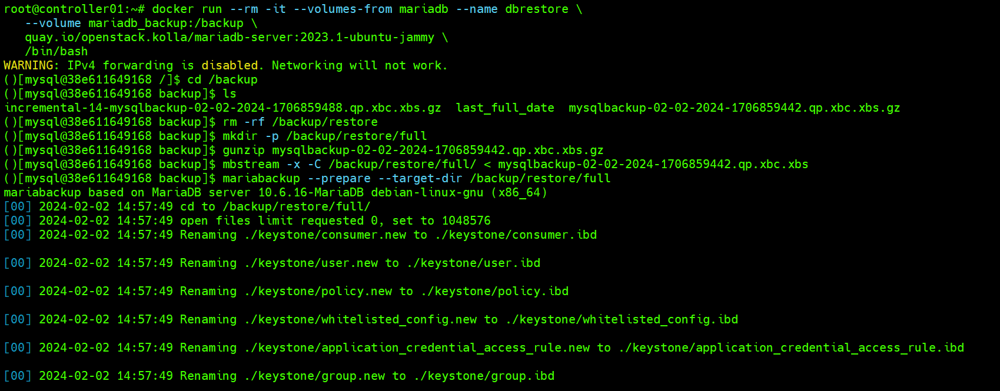 root@controller01:~# docker run --rm -it --volumes-from mariadb --name dbrestore \
   --volume mariadb_backup:/backup \
   quay.io/openstack.kolla/mariadb-server:2023.1-ubuntu-jammy \
   /bin/bash
WARNING: IPv4 forwarding is disabled. Networking will not work.
()[mysql@38e611649168 /]$ cd /backup
()[mysql@38e611649168 backup]$ ls
incremental-14-mysqlbackup-02-02-2024-1706859488.qp.xbc.xbs.gz  last_full_date  mysqlbackup-02-02-2024-1706859442.qp.xbc.xbs.gz
()[mysql@38e611649168 backup]$ rm -rf /backup/restore
()[mysql@38e611649168 backup]$ mkdir -p /backup/restore/full
()[mysql@38e611649168 backup]$ gunzip mysqlbackup-02-02-2024-1706859442.qp.xbc.xbs.gz
()[mysql@38e611649168 backup]$ mbstream -x -C /backup/restore/full/ < mysqlbackup-02-02-2024-1706859442.qp.xbc.xbs
()[mysql@38e611649168 backup]$ mariabackup --prepare --target-dir /backup/restore/full
mariabackup based on MariaDB server 10.6.16-MariaDB debian-linux-gnu (x86_64)
[00] 2024-02-02 14:57:49 cd to /backup/restore/full/
[00] 2024-02-02 14:57:49 open files limit requested 0, set to 1048576
[00] 2024-02-02 14:57:49 Renaming ./keystone/consumer.new to ./keystone/consumer.ibd
[00] 2024-02-02 14:57:49 Renaming ./keystone/user.new to ./keystone/user.ibd
[00] 2024-02-02 14:57:49 Renaming ./keystone/policy.new to ./keystone/policy.ibd
[00] 2024-02-02 14:57:49 Renaming ./keystone/whitelisted_config.new to ./keystone/whitelisted_config.ibd
[00] 2024-02-02 14:57:49 Renaming ./keystone/application_credential_access_rule.new to ./keystone/application_credential_access_rule.ibd
[00] 2024-02-02 14:57:49 Renaming ./keystone/group.new to ./keystone/group.ibd